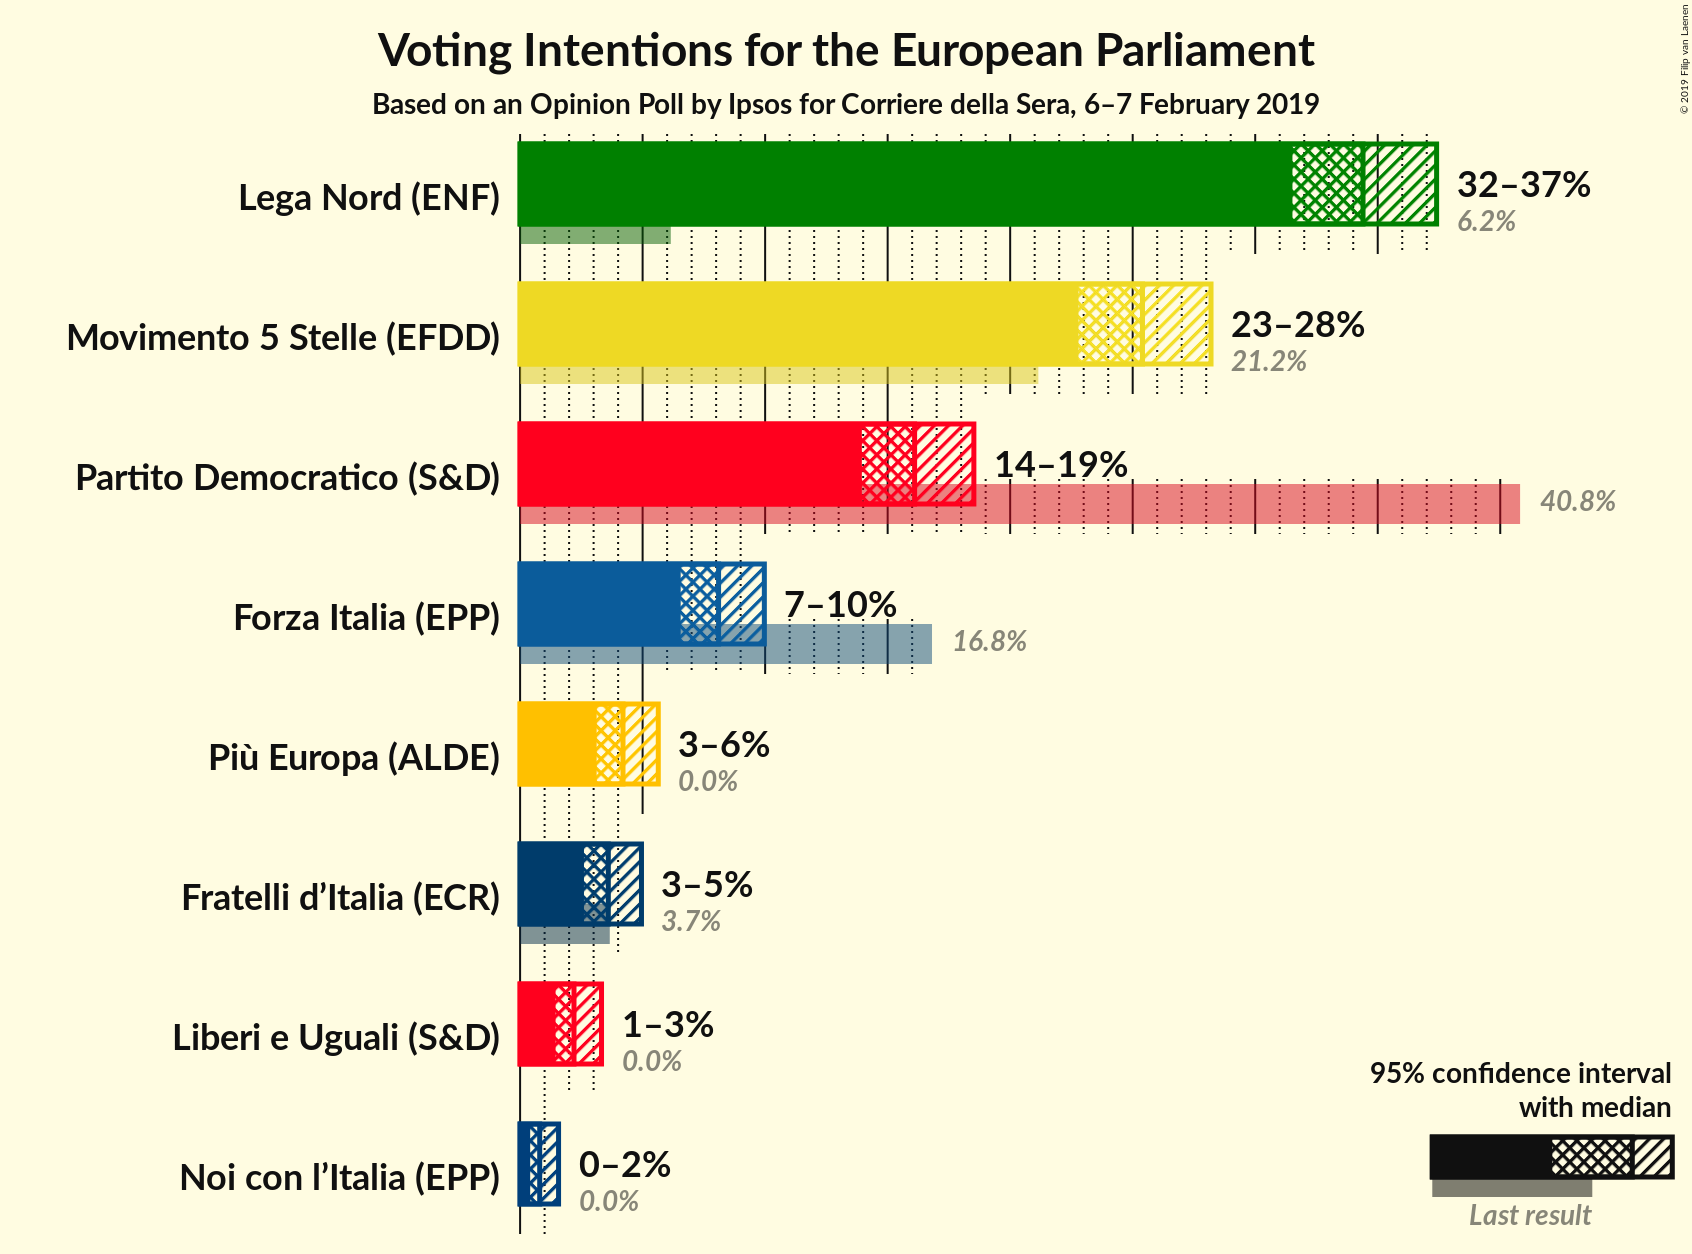 Voting Intentions for the European Parliament
Based on an Opinion Poll by Ipsos for Corriere della Sera, 6–7 February 2019
© 2019 Filip van Laenen
Lega Nord (ENF)
32–37%
6.2%
Movimento 5 Stelle (EFDD)
23–28%
21.2%
Partito Democratico (S&D)
14–19%
40.8%
Forza Italia (EPP)
7–10%
16.8%
Più Europa (ALDE)
3–6%
0.0%
Fratelli d’Italia (ECR)
3–5%
3.7%
Liberi e Uguali (S&D)
1–3%
0.0%
Noi con l’Italia (EPP)
0–2%
0.0%
95% confidence interval
with median
Last result